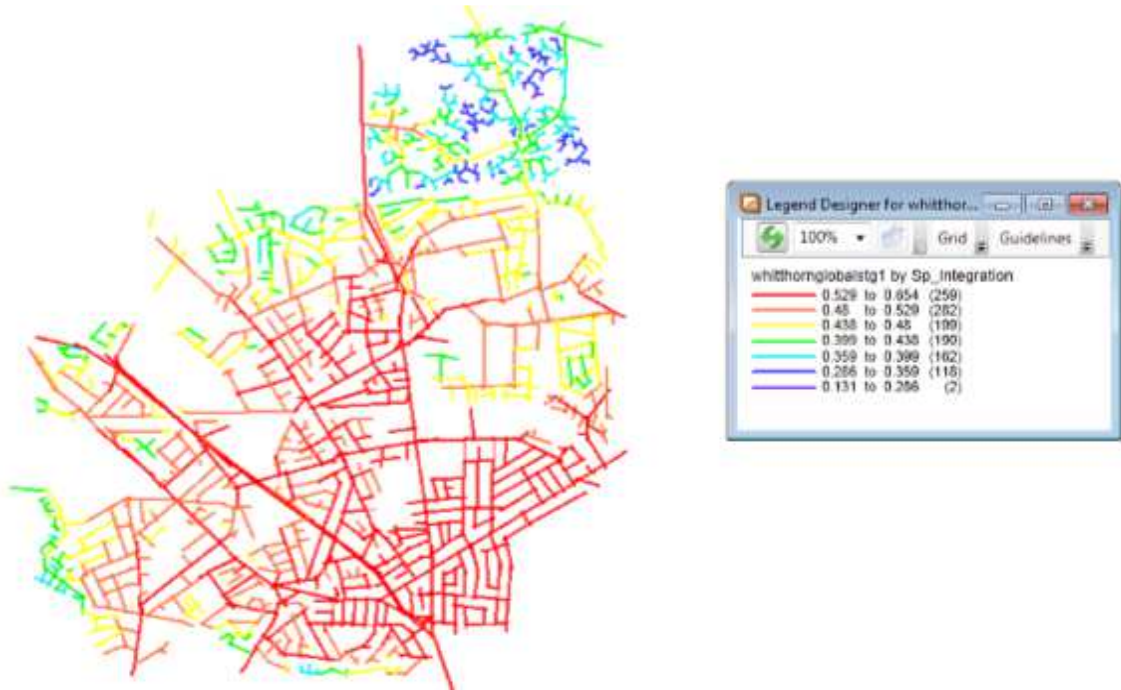 Legend Designer for whitthor...
100% Grid Guidelines
whitthornglobalstg1 by Sp_Integration
0.529 to 0.654 (259)
0.48 to 0.529 (282)
0.438 to 0.48 (199)
0.399 to 0.438 (190)
0.359 to 0.399 (162)
0.286 to 0.359 (118)
0.131 to 0.286 (2)